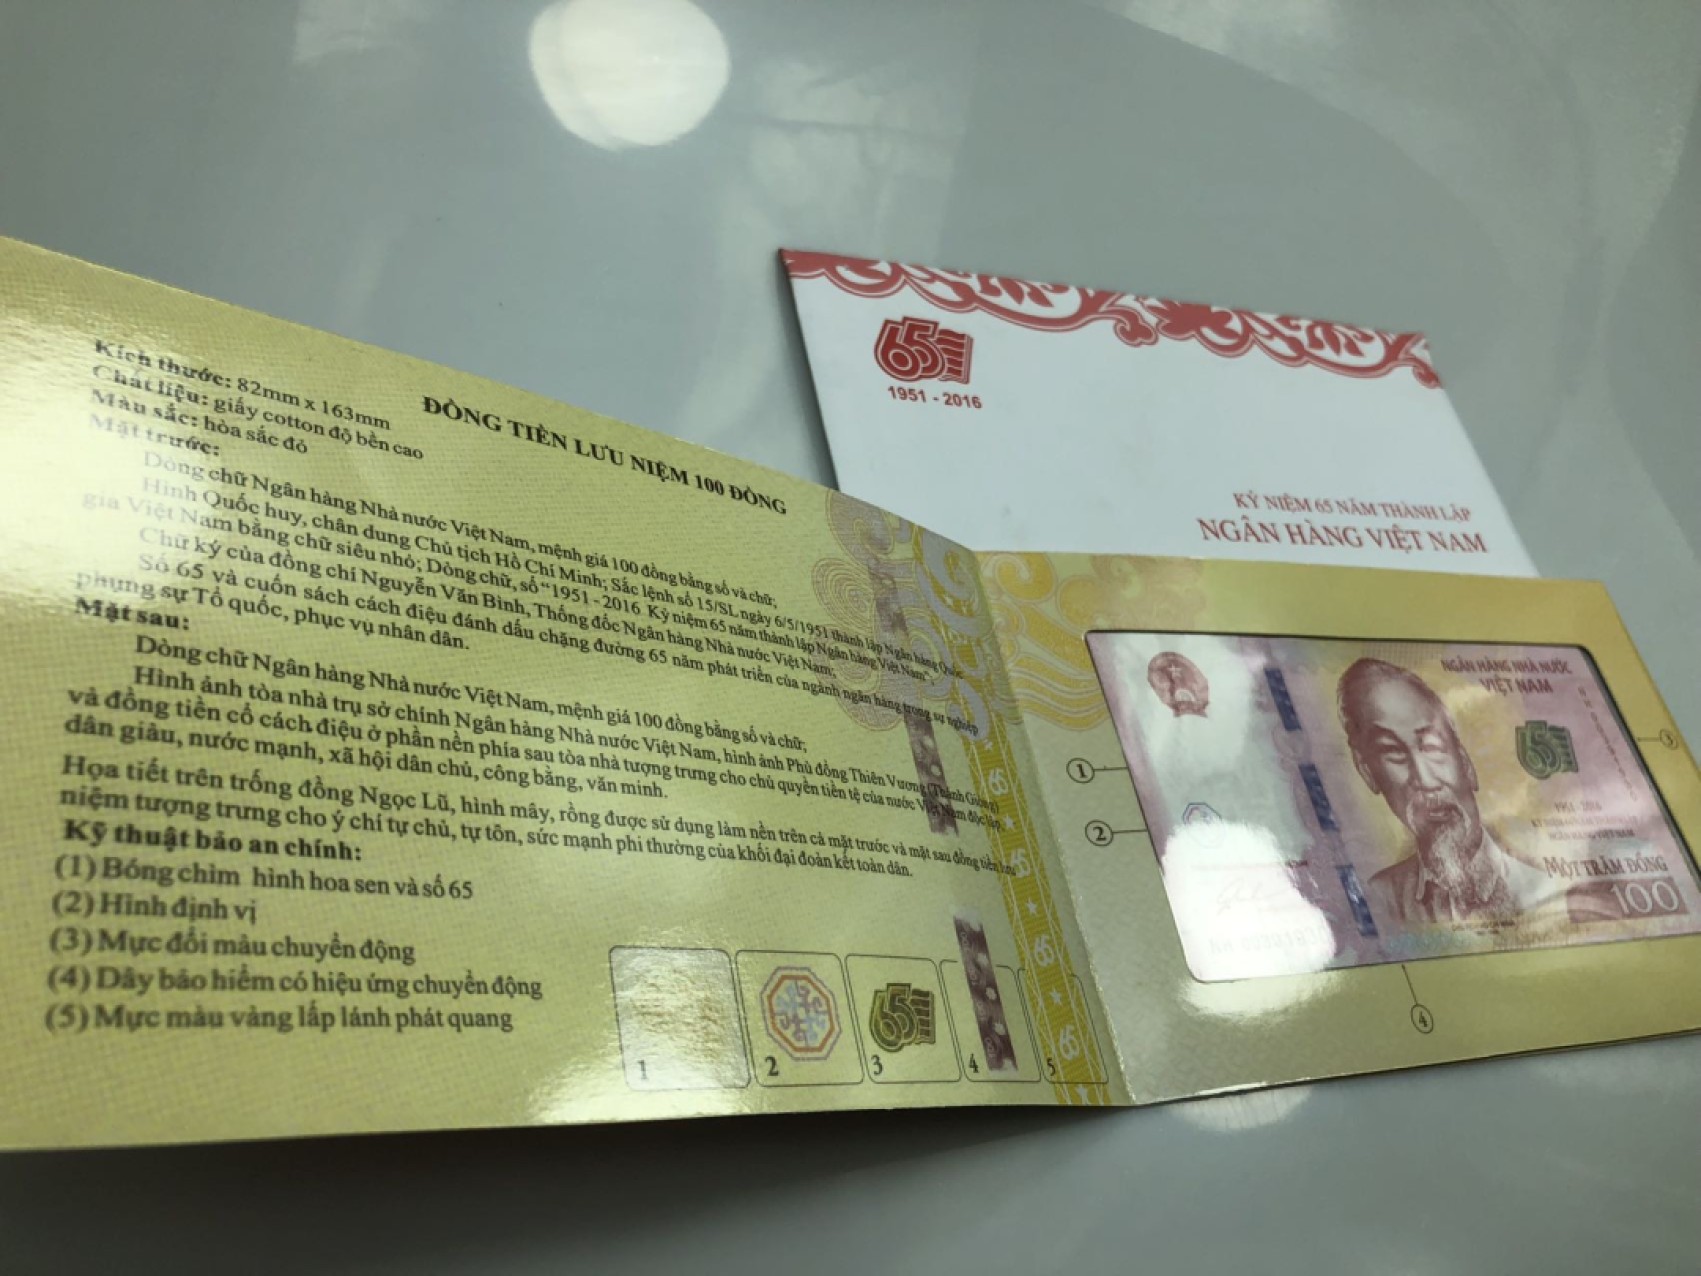 65
1951 - 2016
KỶ NIỆM 65 NĂM THÀNH LẬP
NGÂN HÀNG VIỆT NAM
ĐỒNG TIỀN LƯU NIỆM 100 ĐỒNG
Kích thước: 82mm x 163mm
Chất liệu: giấy cotton độ bền cao
Màu sắc: hòa sắc đỏ
Mặt trước:
Dòng chữ Ngân hàng Nhà nước Việt Nam, mệnh giá 100 đồng bằng số và chữ;
Hình Quốc huy, chân dung Chủ tịch Hồ Chí Minh; Sắc lệnh số 15/SL ngày 6/5/1951 thành lập Ngân hàng Quốc
gia Việt Nam bằng chữ siêu nhỏ; Dòng chữ, số "1951 - 2016 Kỷ niệm 65 năm thành lập Ngân hàng Việt Nam";
Chữ ký của đồng chí Nguyễn Văn Bình, Thống đốc Ngân hàng Nhà nước Việt Nam;
Số 65 và cuốn sách cách điệu đánh dấu chặng đường 65 năm phát triển của ngành ngân hàng trong sự nghiệp
phụng sự Tổ quốc, phục vụ nhân dân.
Mặt sau:
Dòng chữ Ngân hàng Nhà nước Việt Nam, mệnh giá 100 đồng bằng số và chữ;
Hình ảnh tòa nhà trụ sở chính Ngân hàng Nhà nước Việt Nam, hình ảnh Phù đồng Thiên Vương (Thánh Gióng)
và đồng tiền cổ cách điệu ở phần nền phía sau tòa nhà tượng trưng cho chủ quyền tiền tệ của nước Việt Nam độc lập,
dân giàu, nước mạnh, xã hội dân chủ, công bằng, văn minh.
Họa tiết trên trống đồng Ngọc Lũ, hình mây, rồng được sử dụng làm nền trên cả mặt trước và mặt sau đồng tiền lưu
niệm tượng trưng cho ý chí tự chủ, tự tôn, sức mạnh phi thường của khối đại đoàn kết toàn dân.
Kỹ thuật bảo an chính:
(1) Bóng chìm hình hoa sen và số 65
(2) Hình định vị
(3) Mực đổi màu chuyển động
(4) Dây bảo hiểm có hiệu ứng chuyển động
(5) Mực màu vàng lấp lánh phát quang
1
2
65
3
4
5
65
65
65
65
1
2
3
4
NGÂN HÀNG NHÀ NƯỚC
VIỆT NAM
65
1951 - 2016
KỶ NIỆM 65 NĂM THÀNH LẬP
NGÂN HÀNG VIỆT NAM
MỘT TRĂM ĐỒNG
100